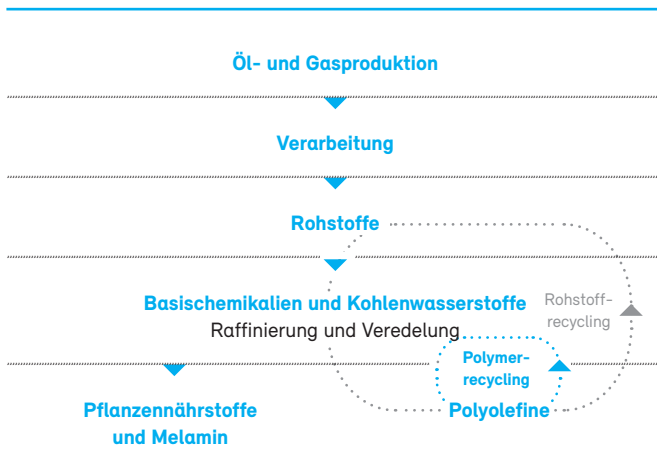 Öl- und Gasproduktion
Verarbeitung
Rohstoffe
Basischemikalien und Kohlenwasserstoffe
Raffinierung und Veredelung
Rohstoff-
recycling
Polymer-
recycling
Pflanzennährstoffe
und Melamin
Polyolefine